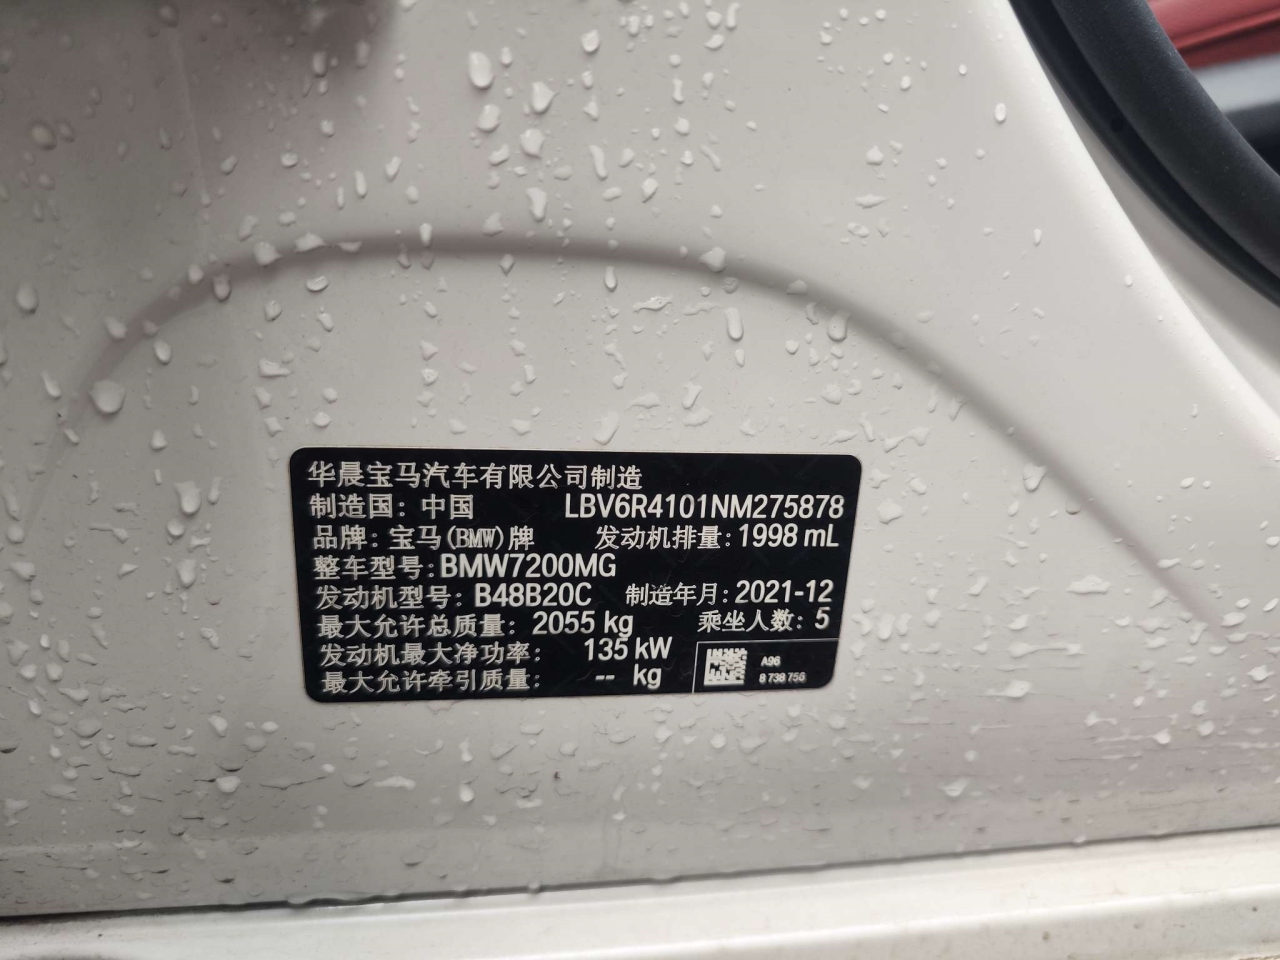 华晨宝马汽车有限公司制造
制造国: 中国 LBV6R4101NM275878
品牌: 宝马(BMW)牌 发动机排量: 1998 mL
整车型号: BMW7200MG
发动机型号: B48B20C 制造年月: 2021-12
最大允许总质量: 2055 kg 乘坐人数: 5
发动机最大净功率: 135 kW
最大允许牵引质量: -- kg
A96
8 738 756